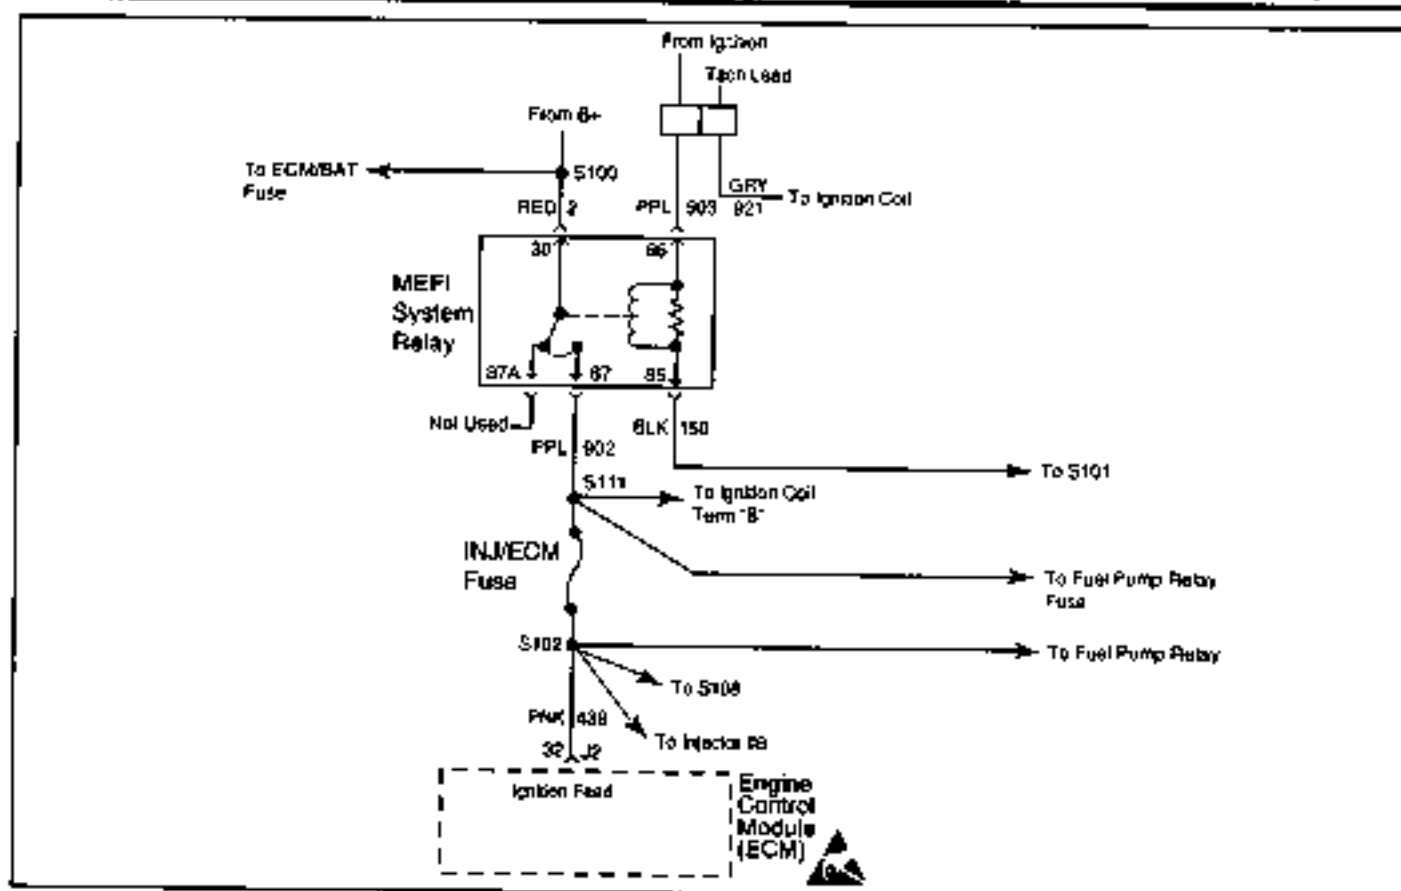 From Ignition
Tach Lead
From B+
To ECM/BAT
Fuse
S100
GRY
921
To Ignition Coil
RED 2
PPL 903
30
86
MEFI
System
Relay
87A
87
85
Not Used
PPL 902
BLK 150
To S101
S111
To Ignition Coil
Term "B"
INJ/ECM
Fuse
To Fuel Pump Relay
Fuse
S102
To Fuel Pump Relay
To S108
PNK 439
To Injector
32 J2
Ignition Feed
Engine
Control
Module
(ECM)